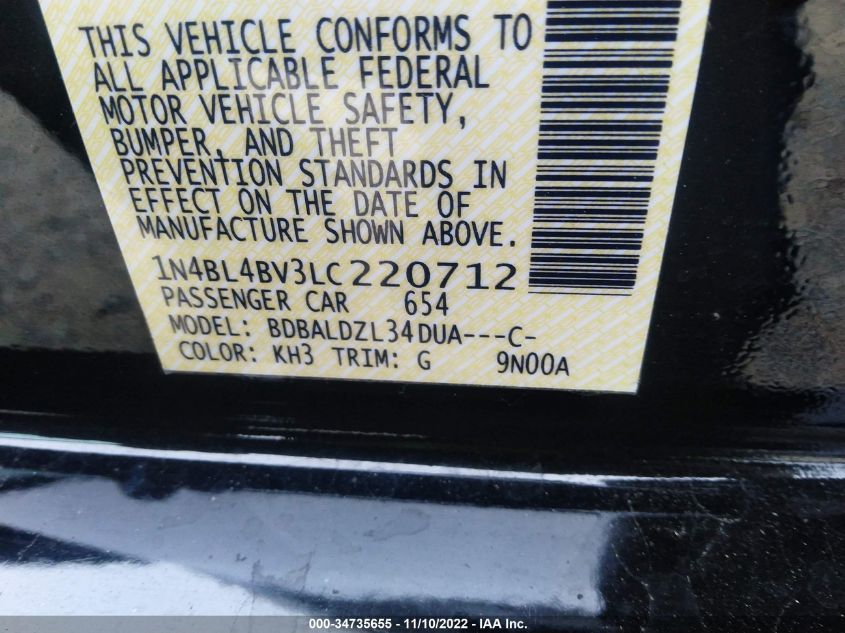 THIS VEHICLE CONFORMS TO
ALL APPLICABLE FEDERAL
MOTOR VEHICLE SAFETY,
BUMPER, AND THEFT
PREVENTION STANDARDS IN
EFFECT ON THE DATE OF
MANUFACTURE SHOWN ABOVE.
1N4BL4BV3LC220712
PASSENGER CAR 654
MODEL: BDBALDZL34DUA---C-
COLOR: KH3 TRIM: G 9N00A
000-34735655 - 11/10/2022 - IAA Inc.